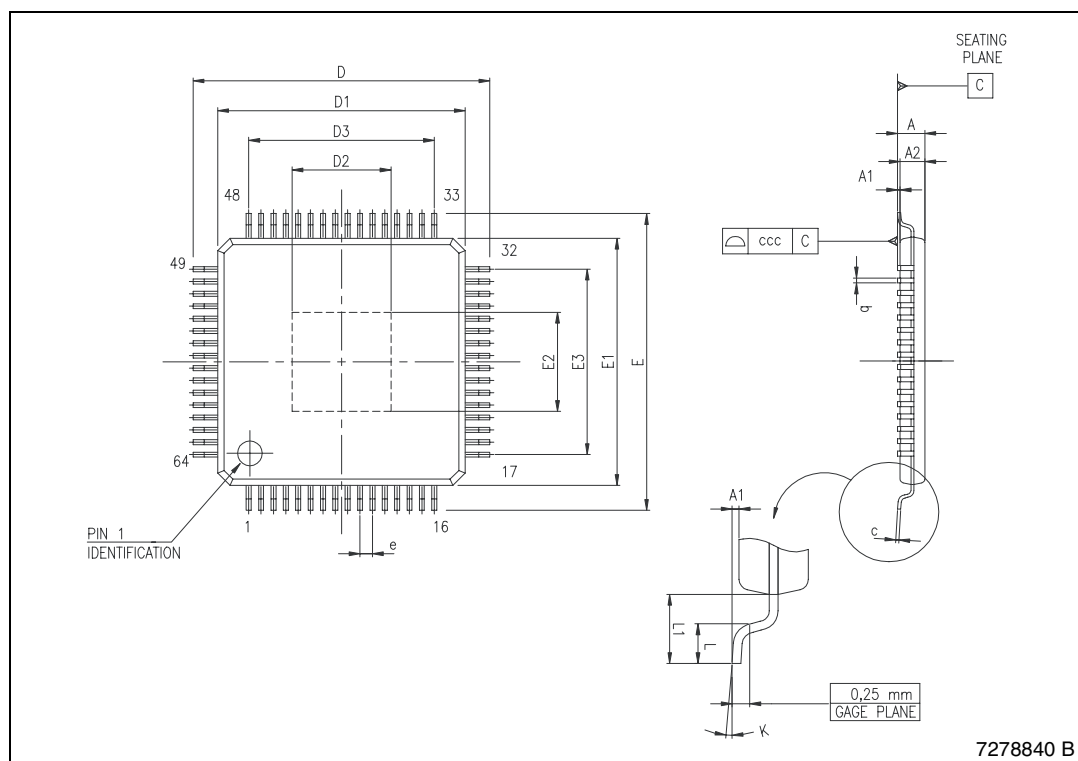 SEATING
PLANE
C
D
D1
D3
D2
A
A2
A1
48
33
ccc
C
49
32
b
E2
E3
E1
E
64
17
A1
1
16
c
PIN 1
IDENTIFICATION
e
L1
L
0,25 mm
GAGE PLANE
K
7278840 B